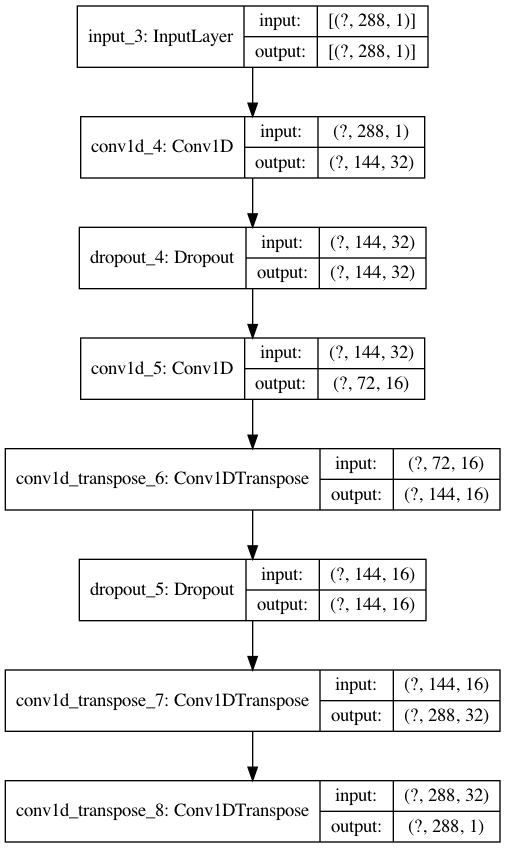 input_3: InputLayer
input: [(?, 288, 1)]
output: [(?, 288, 1)]
conv1d_4: Conv1D
input: (?, 288, 1)
output: (?, 144, 32)
dropout_4: Dropout
input: (?, 144, 32)
output: (?, 144, 32)
conv1d_5: Conv1D
input: (?, 144, 32)
output: (?, 72, 16)
conv1d_transpose_6: Conv1DTranspose
input: (?, 72, 16)
output: (?, 144, 16)
dropout_5: Dropout
input: (?, 144, 16)
output: (?, 144, 16)
conv1d_transpose_7: Conv1DTranspose
input: (?, 144, 16)
output: (?, 288, 32)
conv1d_transpose_8: Conv1DTranspose
input: (?, 288, 32)
output: (?, 288, 1)